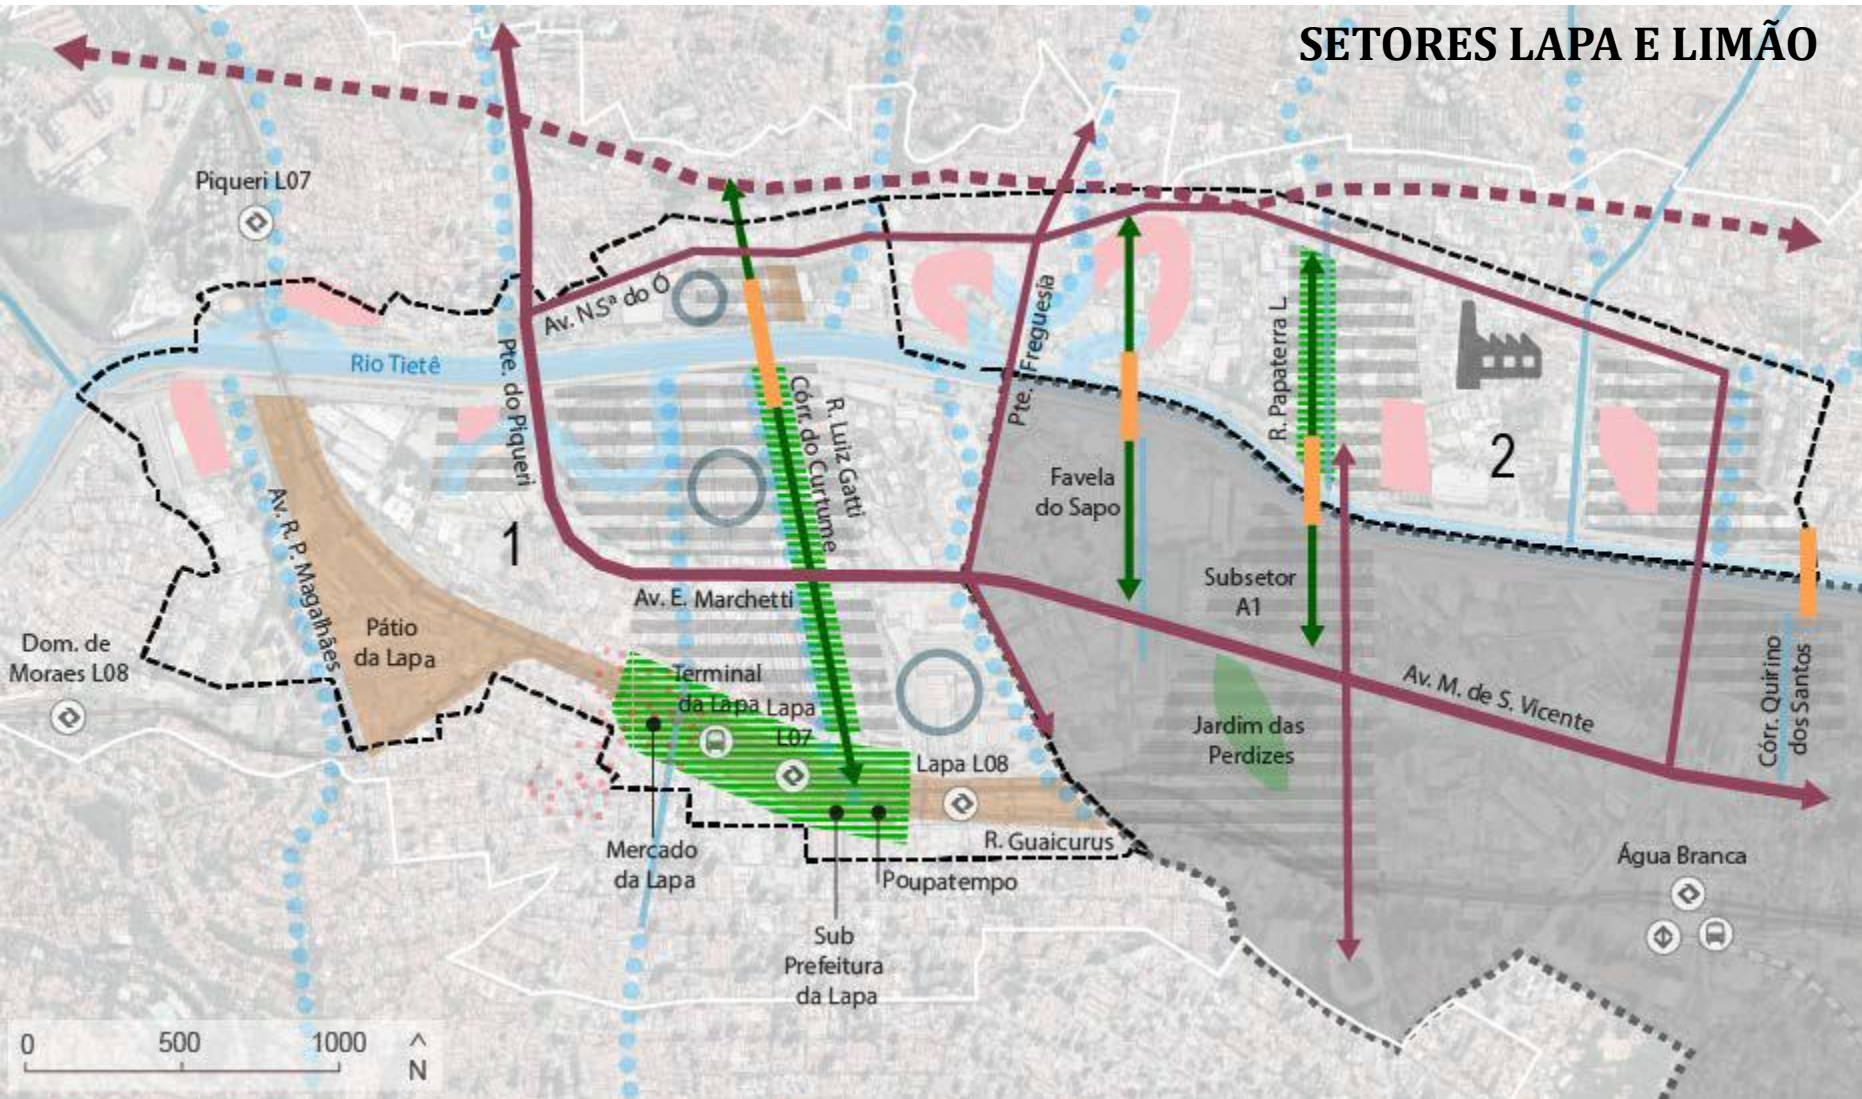 SETORES LAPA E LIMÃO
Piqueri L07
Av. N.Sª do Ó
Pte. Freguesia
R. Papaterra L.
Rio Tietê
Pte. do Piqueri
R. Luiz Gatti
Córr. do Curtume
2
Favela
do Sapo
1
Av. R. P. Magalhães
Subsetor
A1
Av. E. Marchetti
Pátio
da Lapa
Dom. de
Moraes L08
Terminal
da Lapa
Lapa
L07
Av. M. de S. Vicente
Córr. Quirino
dos Santos
Jardim das
Perdizes
Lapa L08
R. Guaicurus
Mercado
da Lapa
Poupatempo
Água Branca
Sub
Prefeitura
da Lapa
0 500 1000
N